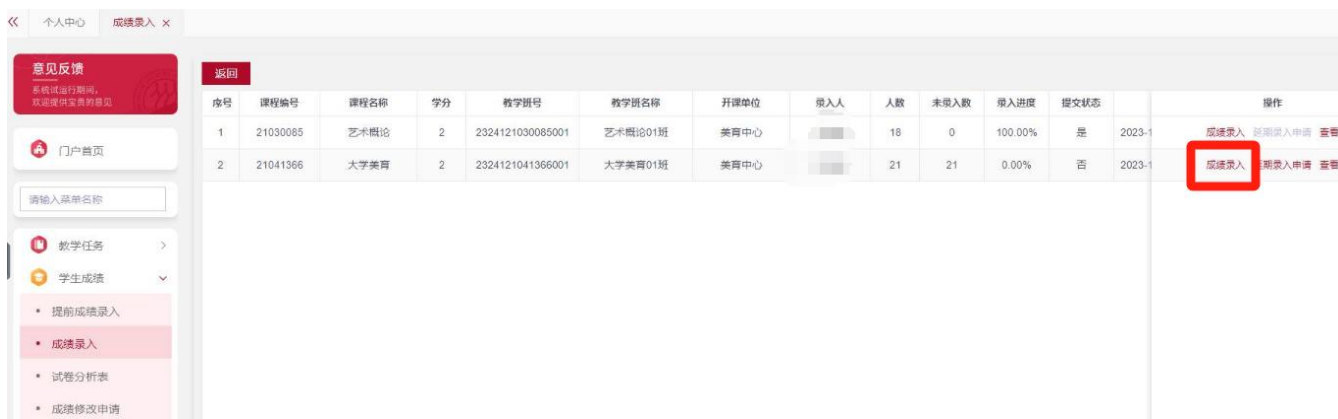 个人中心 成绩录入 ×
意见反馈
系统试运行期间,
欢迎提供宝贵的意见
门户首页
请输入菜单名称
教学任务
学生成绩
提前成绩录入
成绩录入
试卷分析表
成绩修改申请
返回
序号 课程编号 课程名称 学分 教学班号 教学班名称 开课单位 录入人 人数 未录入数 录入进度 提交状态 操作
1 21030085 艺术概论 2 2324121030085001 艺术概论01班 美育中心 18 0 100.00% 是 2023-1 成绩录入 延期录入申请 查看
2 21041366 大学美育 2 2324121041366001 大学美育01班 美育中心 21 21 0.00% 否 2023-1 成绩录入 延期录入申请 查看